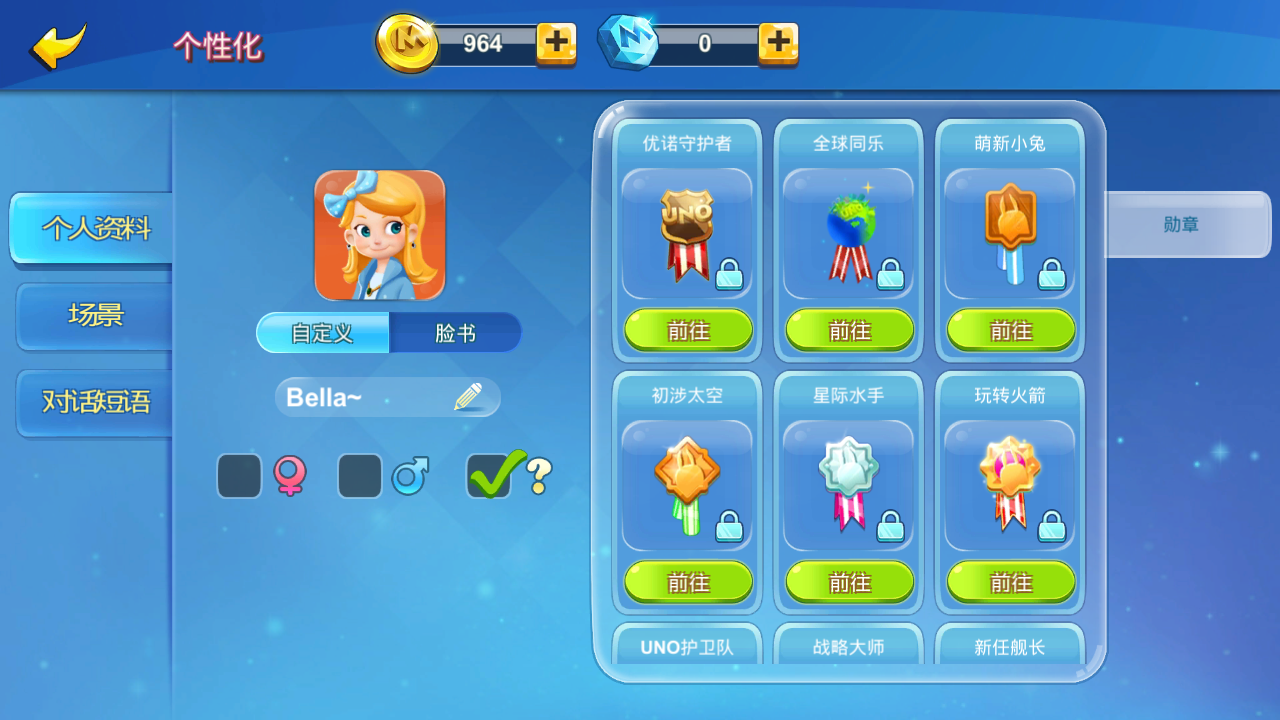 个性化
964
0
个人资料
场景
对话短语
自定义
脸书
Bella~
优诺守护者
全球同乐
萌新小兔
UNO
UNO
前往
前往
前往
初涉太空
星际水手
玩转火箭
前往
前往
前往
UNO护卫队
战略大师
新任舰长
勋章